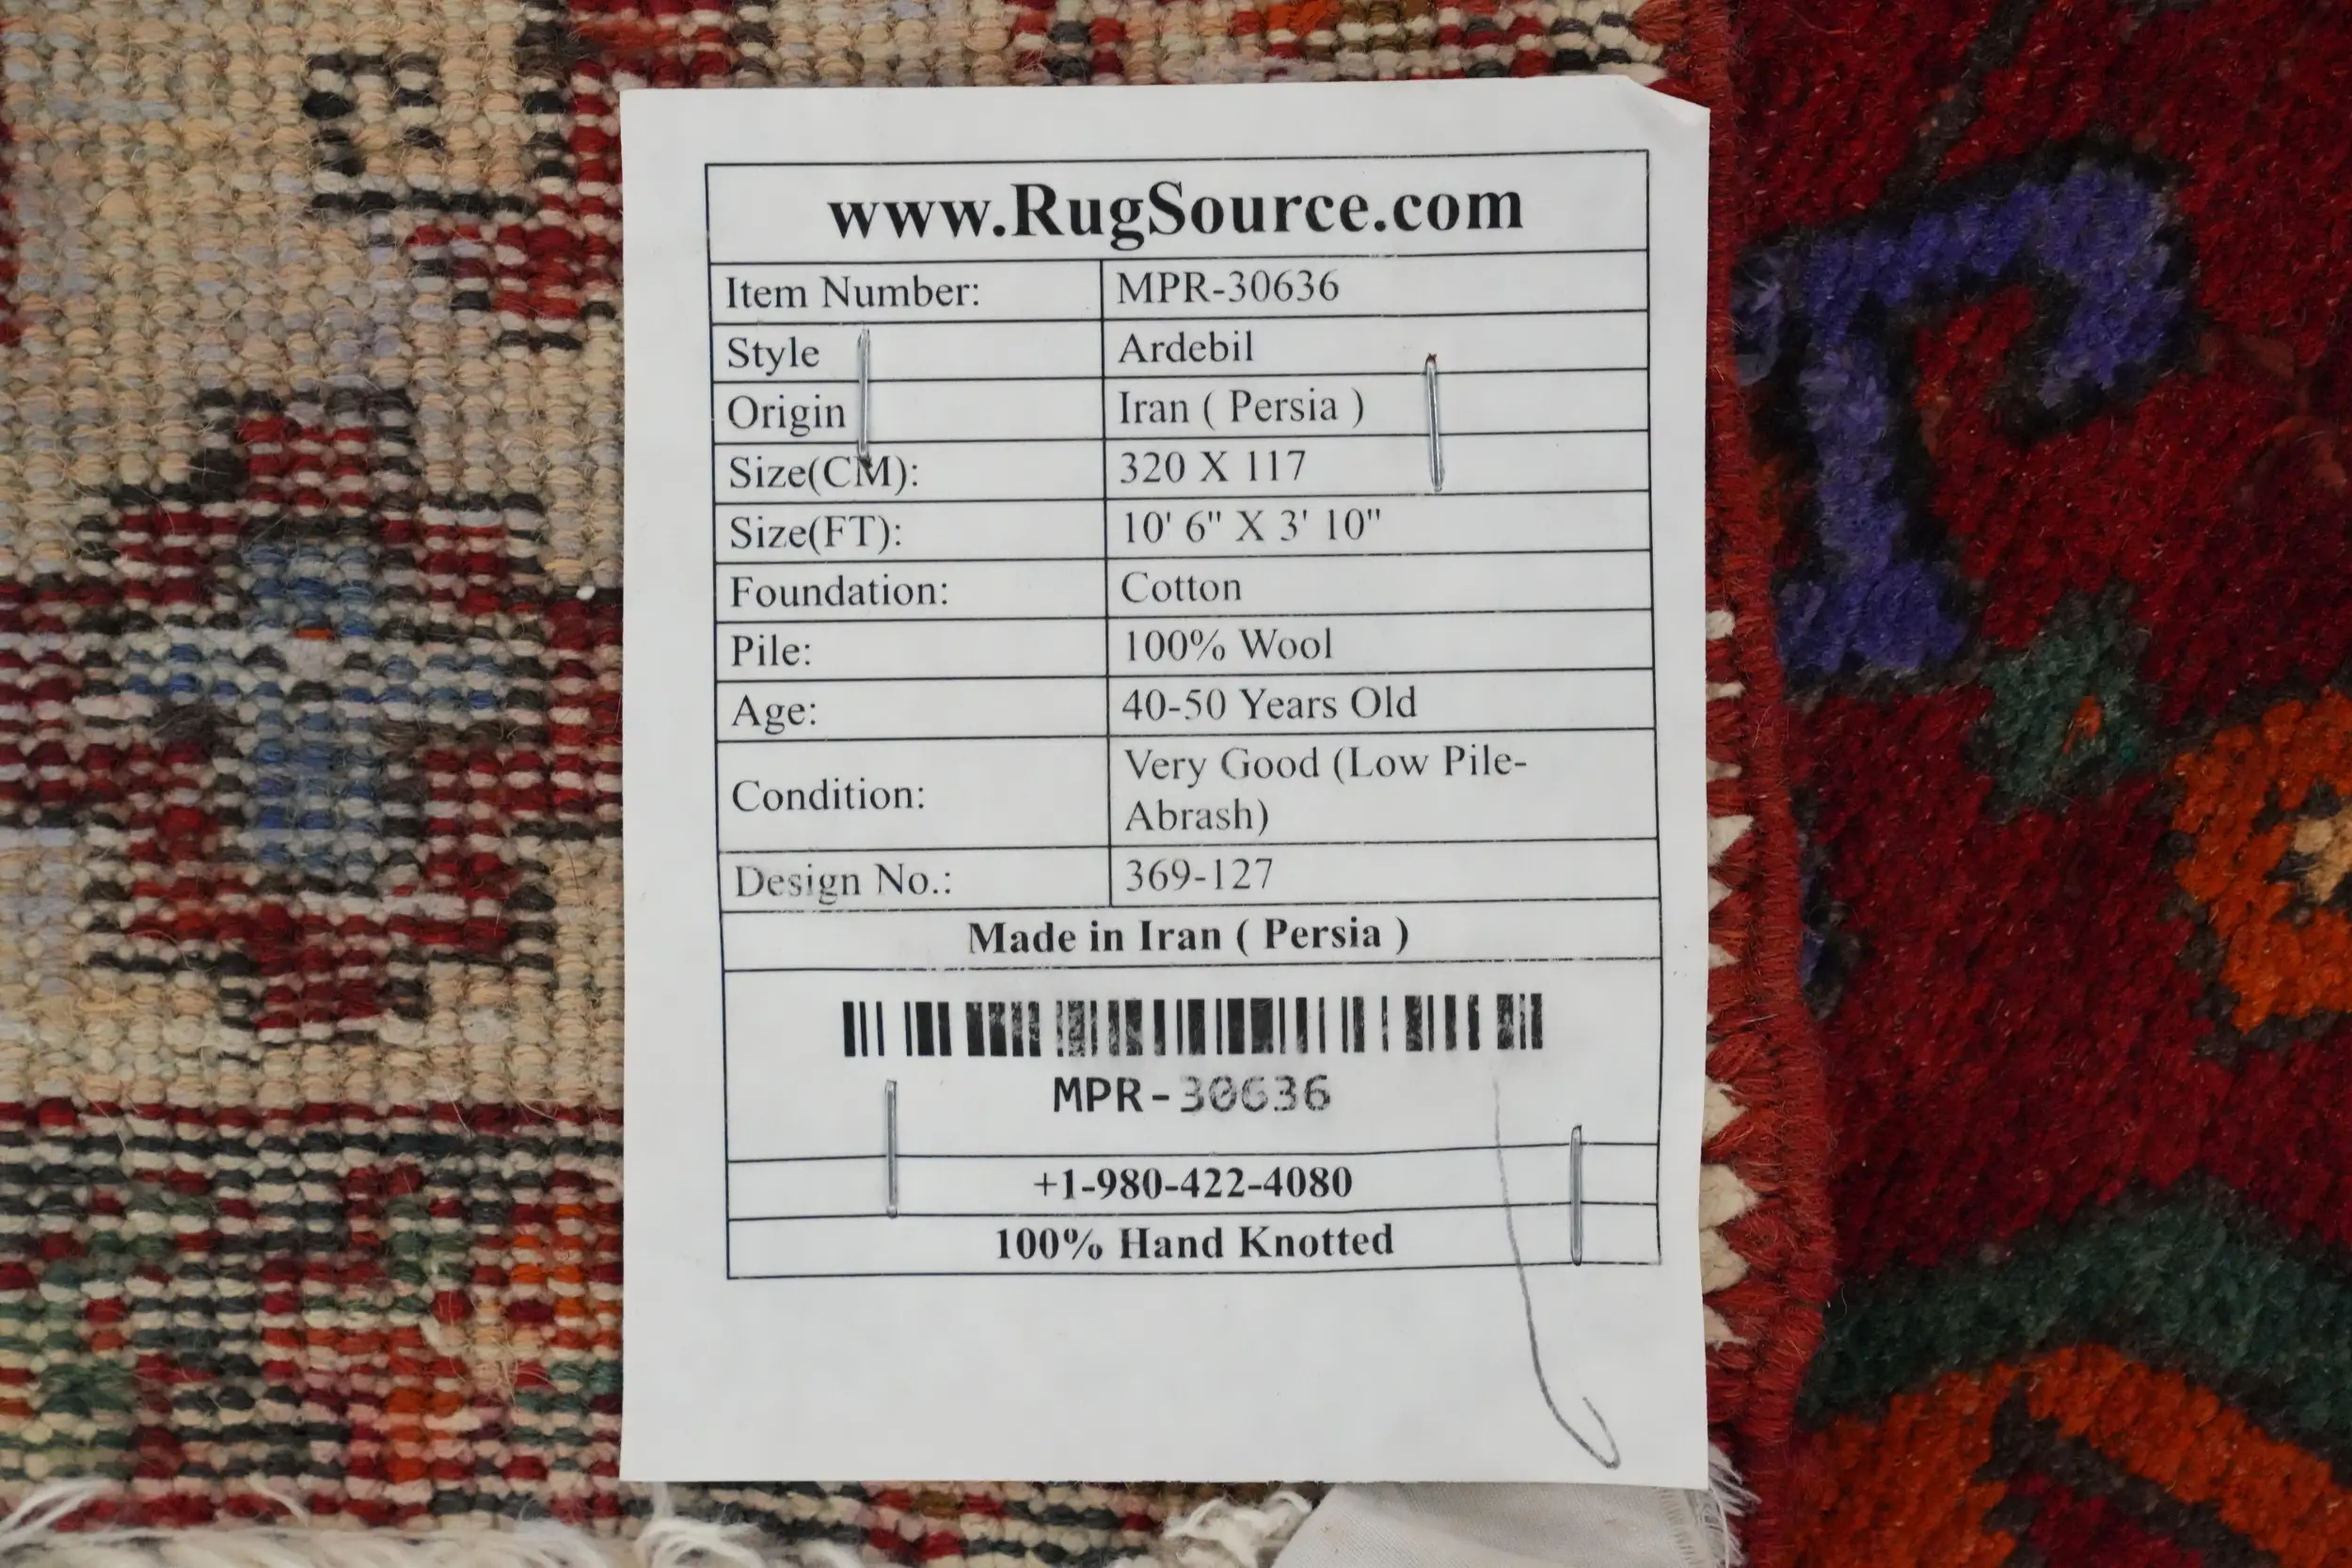 www.RugSource.com
Item Number: MPR-30636
Style Ardebil
Origin Iran ( Persia )
Size(CM): 320 X 117
Size(FT): 10' 6" X 3' 10"
Foundation: Cotton
Pile: 100% Wool
Age: 40-50 Years Old
Condition: Very Good (Low Pile-
Abrash)
Design No.: 369-127
Made in Iran ( Persia )
MPR-30636
+1-980-422-4080
100% Hand Knotted